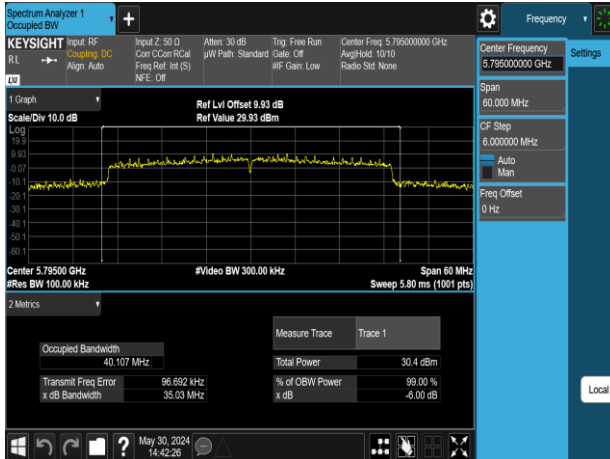 Spectrum Analyzer 1
Occupied BW
Frequency
KEYSIGHT
RL
LXI
Input: RF
Coupling: DC
Align: Auto
Input Z: 50 Ω
Corr CCorr RCal
Freq Ref: Int (S)
NFE: Off
Atten: 30 dB
µW Path: Standard
Trig: Free Run
Gate: Off
#IF Gain: Low
Center Freq: 5.795000000 GHz
Avg|Hold: 10/10
Radio Std: None
Center Frequency
5.795000000 GHz
Settings
Span
60.000 MHz
CF Step
6.000000 MHz
Auto
Man
Freq Offset
0 Hz
1 Graph
Scale/Div 10.0 dB
Ref Lvl Offset 9.93 dB
Ref Value 29.93 dBm
Log
19.9
9.93
-0.07
-10.1
-20.1
-30.1
-40.1
-50.1
-60.1
Center 5.79500 GHz
#Res BW 100.00 kHz
#Video BW 300.00 kHz
Span 60 MHz
Sweep 5.80 ms (1001 pts)
2 Metrics
Measure Trace Trace 1
Occupied Bandwidth
40.107 MHz
Total Power 30.4 dBm
Transmit Freq Error 96.692 kHz
% of OBW Power 99.00 %
x dB Bandwidth 35.03 MHz
x dB -6.00 dB
Local
May 30, 2024
14:42:26